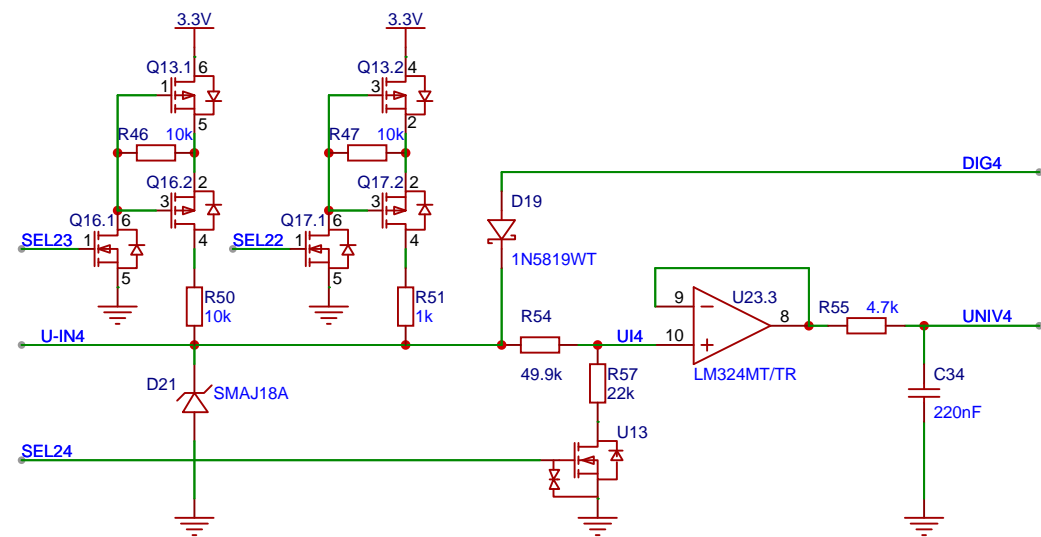 3.3V 3.3V
Q13.1 6 Q13.2 4
1 3
5 2
R46 10k R47 10k
Q16.2 2 Q17.2 2
3 3
Q16.1 6 Q17.1 6
SEL23 1 4 SEL22 1 4
5 5
DIG4
D19
1N5819WT
R50 R51
10k 1k
U-IN4
R54
49.9k
UI4
9 U23.3 8
10
LM324MT/TR
R55 4.7k
UNIV4
D21 SMAJ18A
R57
22k
C34
220nF
U13
SEL24